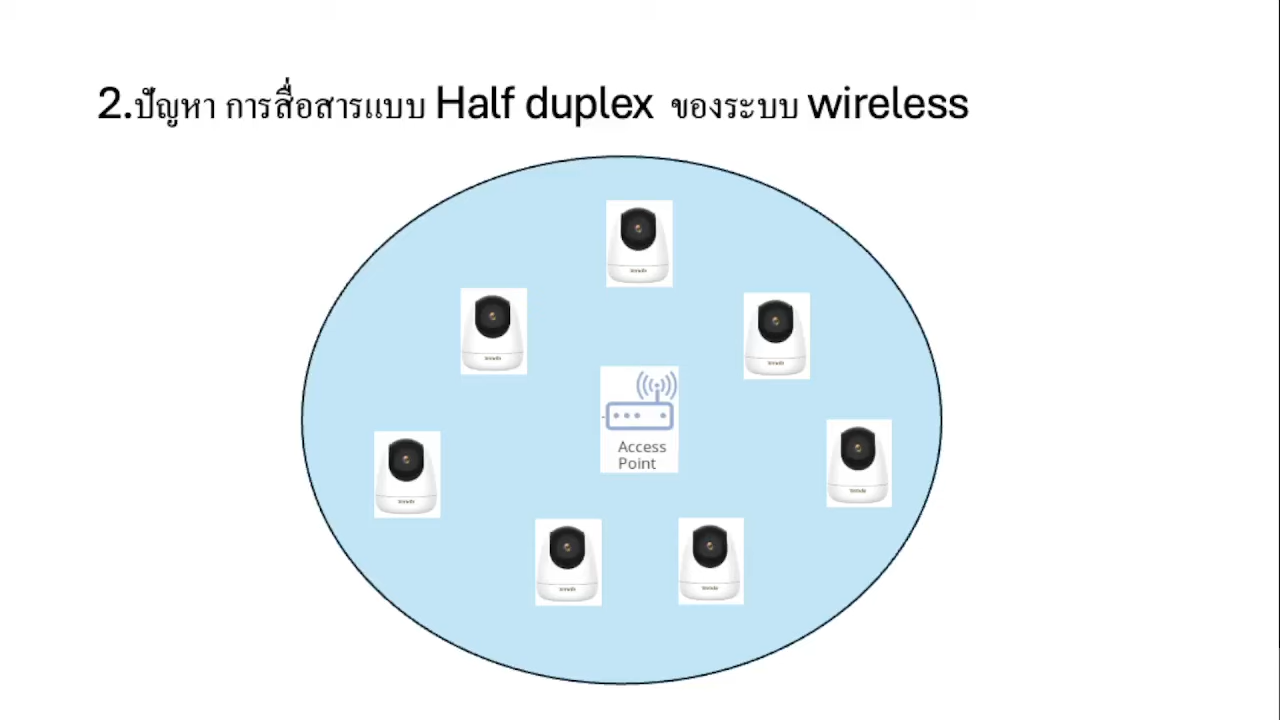 2.ปัญหา การสื่อสารแบบ Half duplex ของระบบ wireless
Access
Point